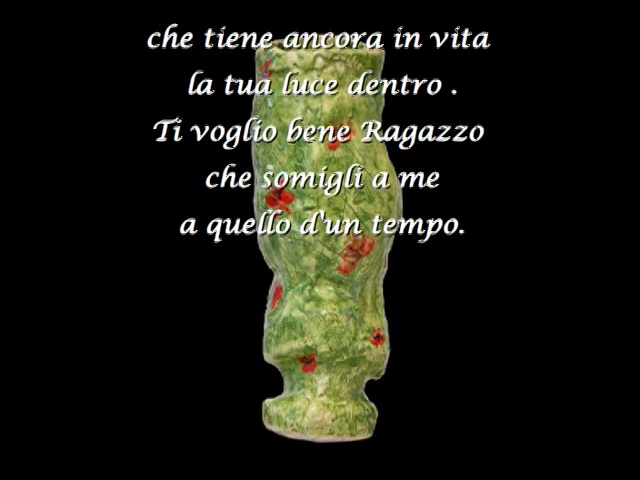 che tiene ancora in vita
la tua luce dentro .
Ti voglio bene Ragazzo
che somigli a me
a quello d'un tempo.